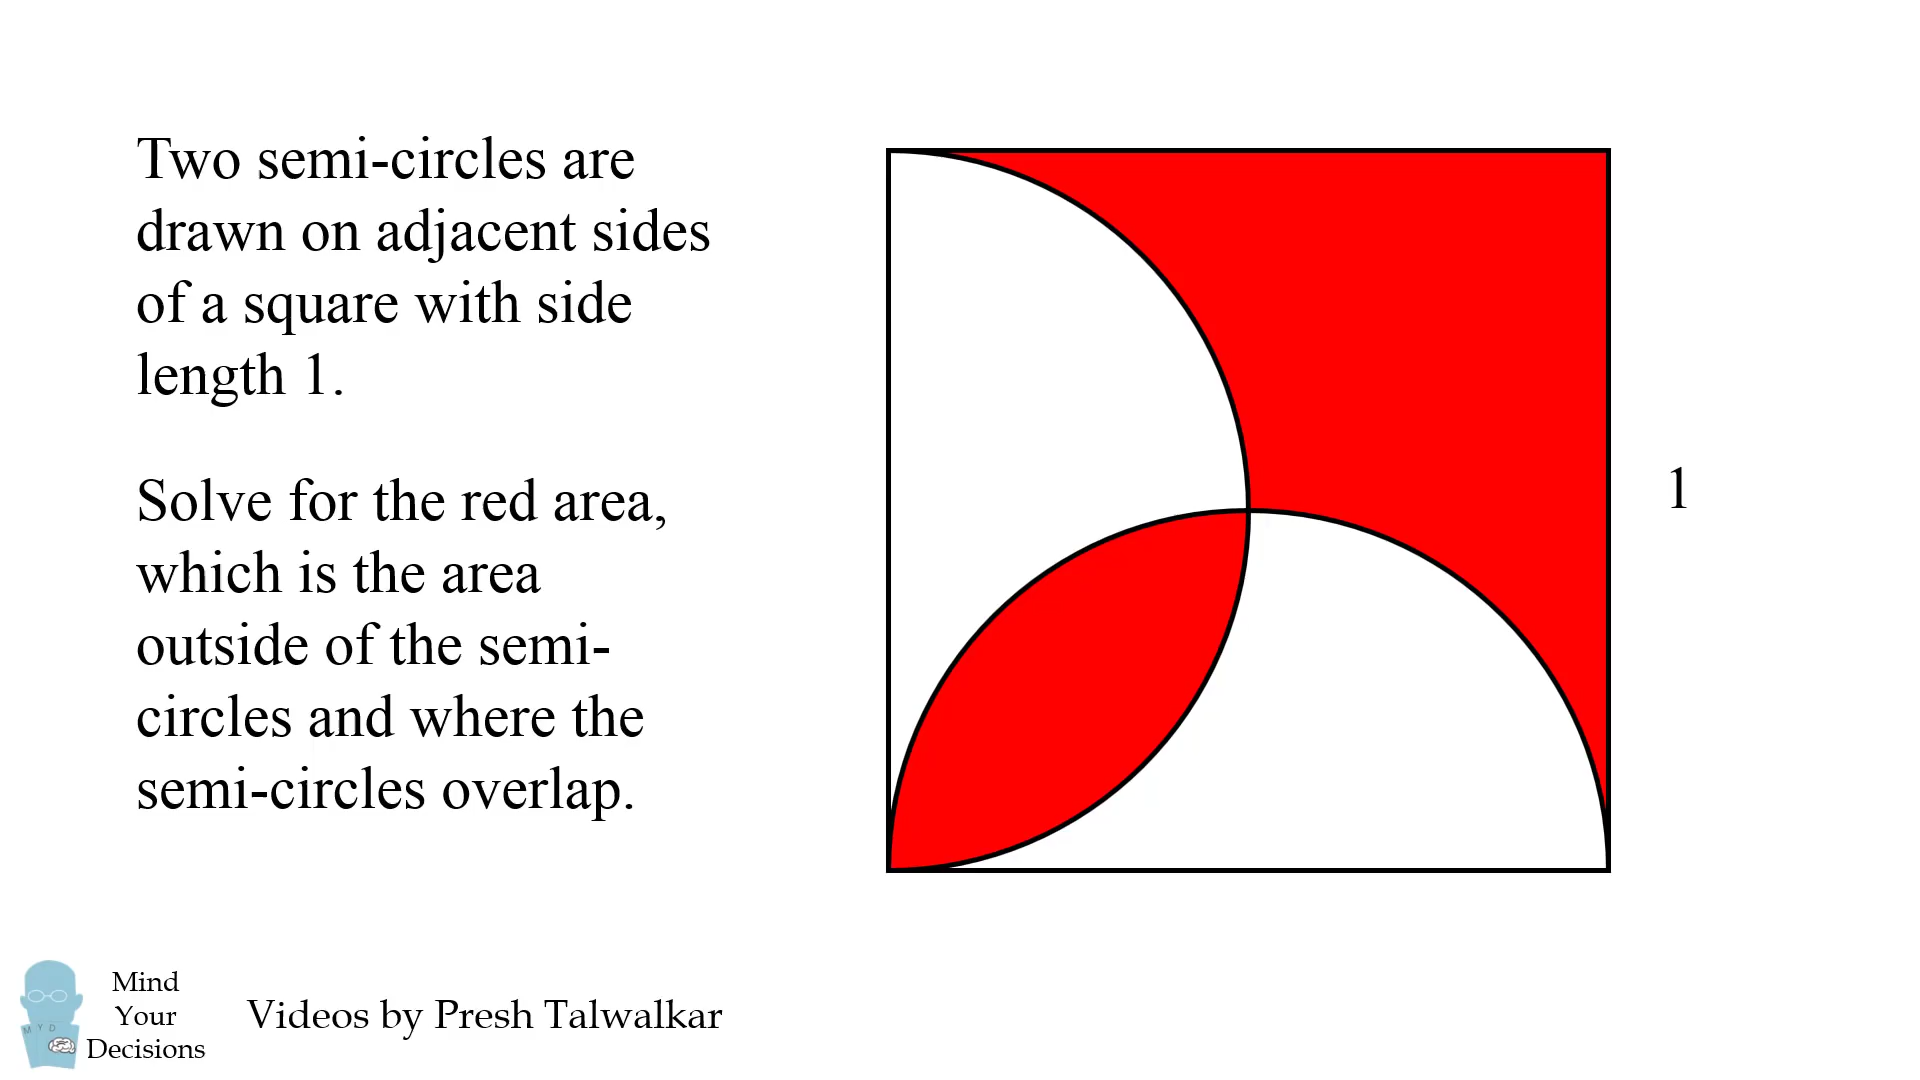 Two semi-circles are
drawn on adjacent sides
of a square with side
length 1.
Solve for the red area,
which is the area
outside of the semi-
circles and where the
semi-circles overlap.
1
M Y D
Mind
Your
Decisions
Videos by Presh Talwalkar